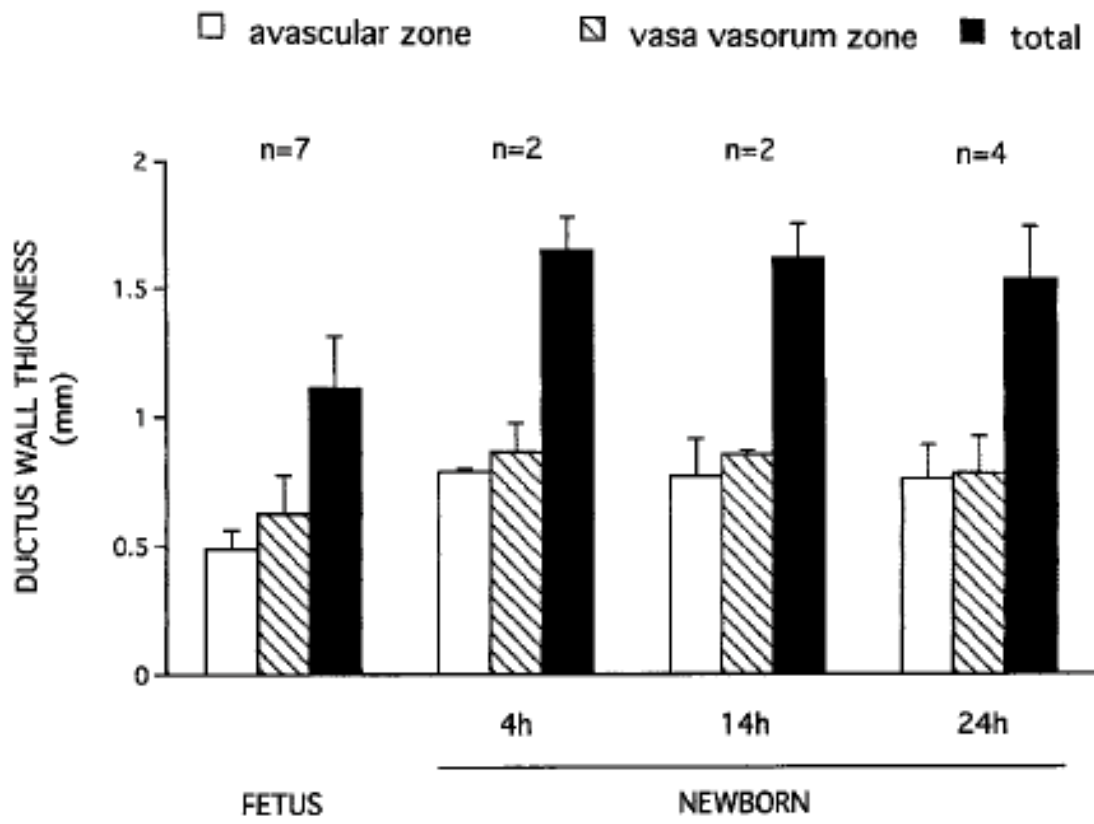 avascular zone vasa vasorum zone total
n=7 n=2 n=2 n=4
2
1.5
1
0.5
0
DUCTUS WALL THICKNESS
(mm)
4h 14h 24h
FETUS NEWBORN